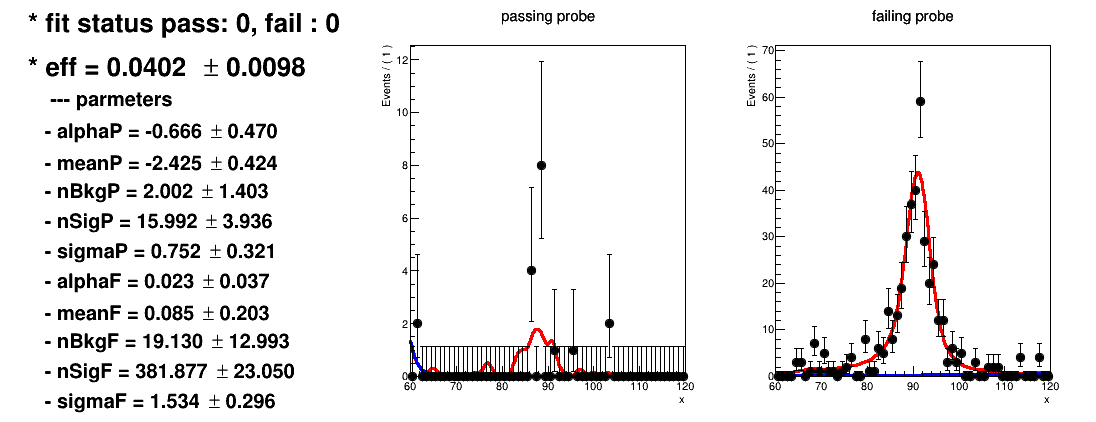 * fit status pass: 0, fail : 0
* eff = 0.0402 ± 0.0098
--- parmeters
- alphaP = -0.666 ± 0.470
- meanP = -2.425 ± 0.424
- nBkgP = 2.002 ± 1.403
- nSigP = 15.992 ± 3.936
- sigmaP = 0.752 ± 0.321
- alphaF = 0.023 ± 0.037
- meanF = 0.085 ± 0.203
- nBkgF = 19.130 ± 12.993
- nSigF = 381.877 ± 23.050
- sigmaF = 1.534 ± 0.296
passing probe
Events / ( 1 )
12
10
8
6
4
2
0
60 70 80 90 100 110 120
x
failing probe
Events / ( 1 )
70
60
50
40
30
20
10
0
60 70 80 90 100 110 120
x